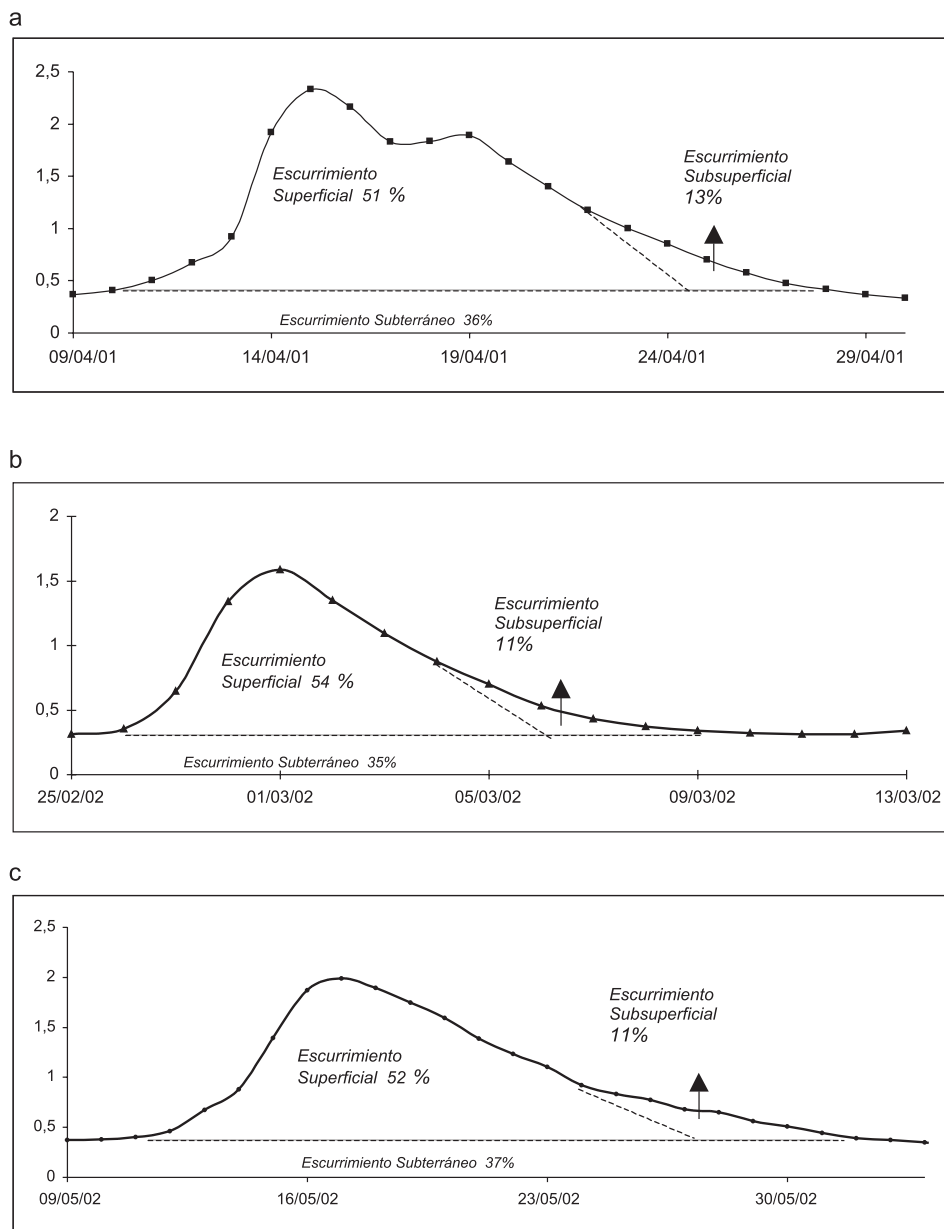 a
2,5
2
1,5
1
0,5
0
Escurrimiento
Superficial 51 %
Escurrimiento
Subsuperficial
13%
Escurrimiento Subterráneo 36%
09/04/01 14/04/01 19/04/01 24/04/01 29/04/01
b
2
1,5
1
0,5
0
Escurrimiento
Superficial 54 %
Escurrimiento
Subsuperficial
11%
Escurrimiento Subterráneo 35%
25/02/02 01/03/02 05/03/02 09/03/02 13/03/02
c
2,5
2
1,5
1
0,5
0
Escurrimiento
Superficial 52 %
Escurrimiento
Subsuperficial
11%
Escurrimiento Subterráneo 37%
09/05/02 16/05/02 23/05/02 30/05/02